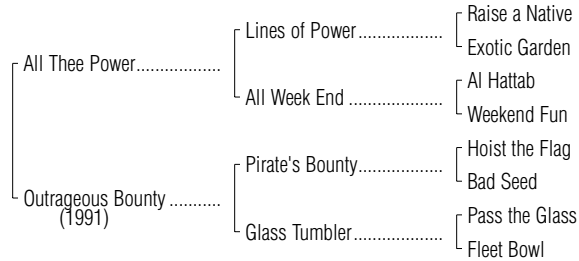 Raise a Native
Lines of Power..................
Exotic Garden
All Thee Power..................
Al Hattab
All Week End ....................
Weekend Fun
Hoist the Flag
Pirate's Bounty..................
Bad Seed
Outrageous Bounty ...........
(1991)
Pass the Glass
Glass Tumbler...................
Fleet Bowl